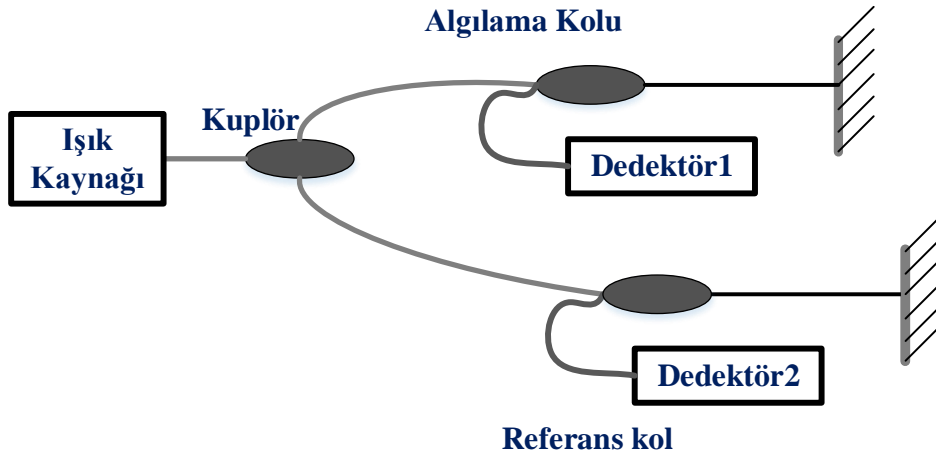 Algılama Kolu
Kuplör
Işık
Kaynağı
Dedektör1
Dedektör2
Referans kol